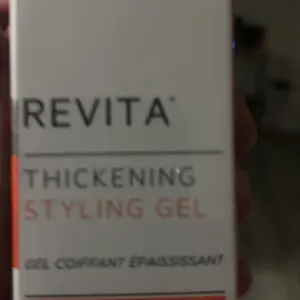 REVITA®
THICKENING
STYLING GEL
GEL COIFFANT ÉPAISSISSANT